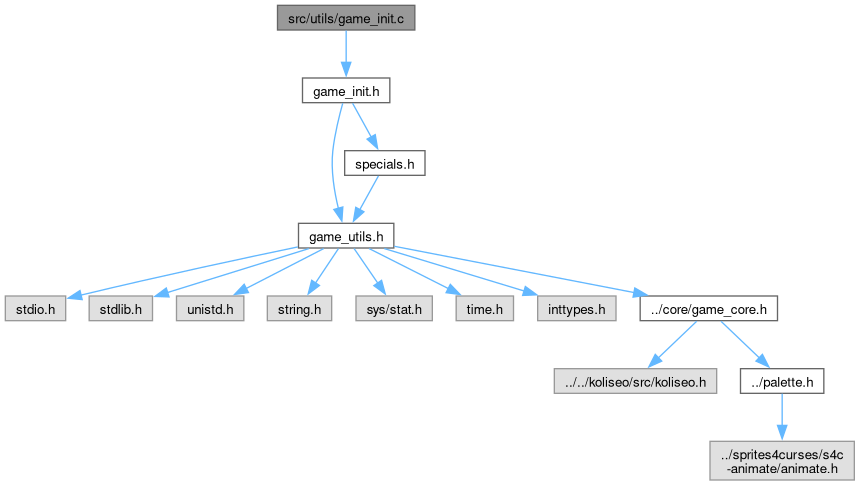 src/utils/game_init.c
game_init.h
specials.h
game_utils.h
stdio.h
stdlib.h
unistd.h
string.h
sys/stat.h
time.h
inttypes.h
../core/game_core.h
../../koliseo/src/koliseo.h
../palette.h
../sprites4curses/s4c
-animate/animate.h